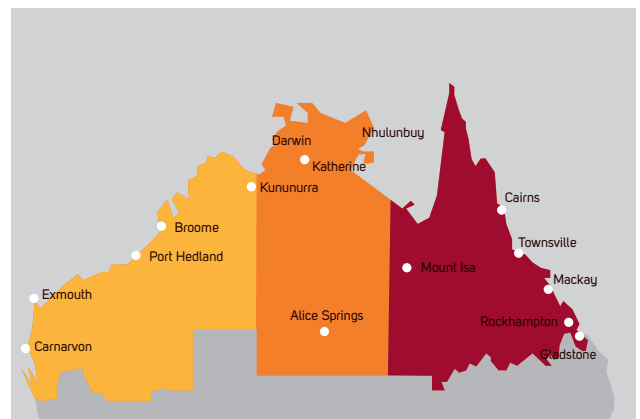 Darwin
Nhulunbuy
Katherine
Kununurra
Cairns
Broome
Townsville
Port Hedland
Mount Isa
Mackay
Exmouth
Alice Springs
Rockhampton
Carnarvon
Gladstone